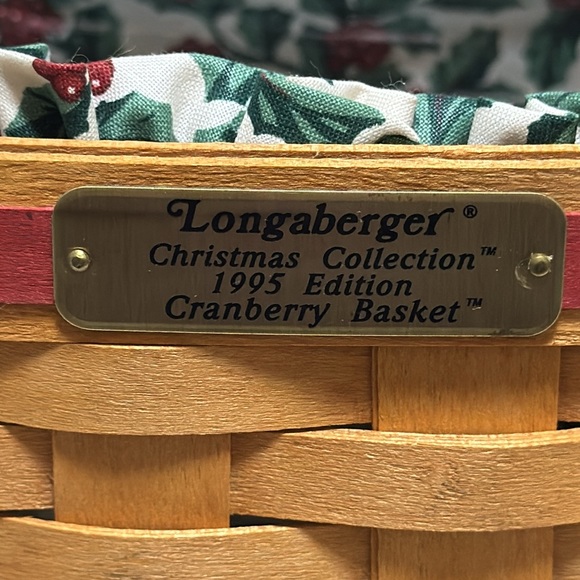 Longaberger®
Christmas Collection™
1995 Edition
Cranberry Basket™